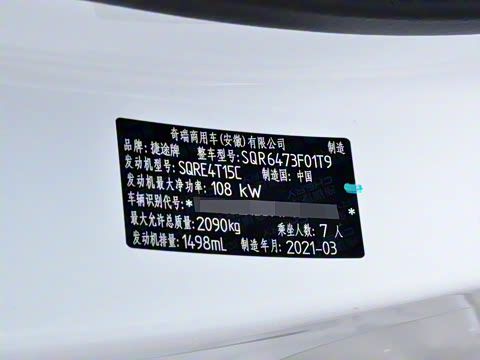 奇瑞商用车(安徽)有限公司 制造
品牌: 捷途牌 整车型号: SQR6473F01T9
发动机型号: SQRE4T15C 制造国: 中国
发动机最大净功率: 108 kW
车辆识别代号: * *
最大允许总质量: 2090kg 乘坐人数: 7 人
发动机排量: 1498mL 制造年月: 2021-03